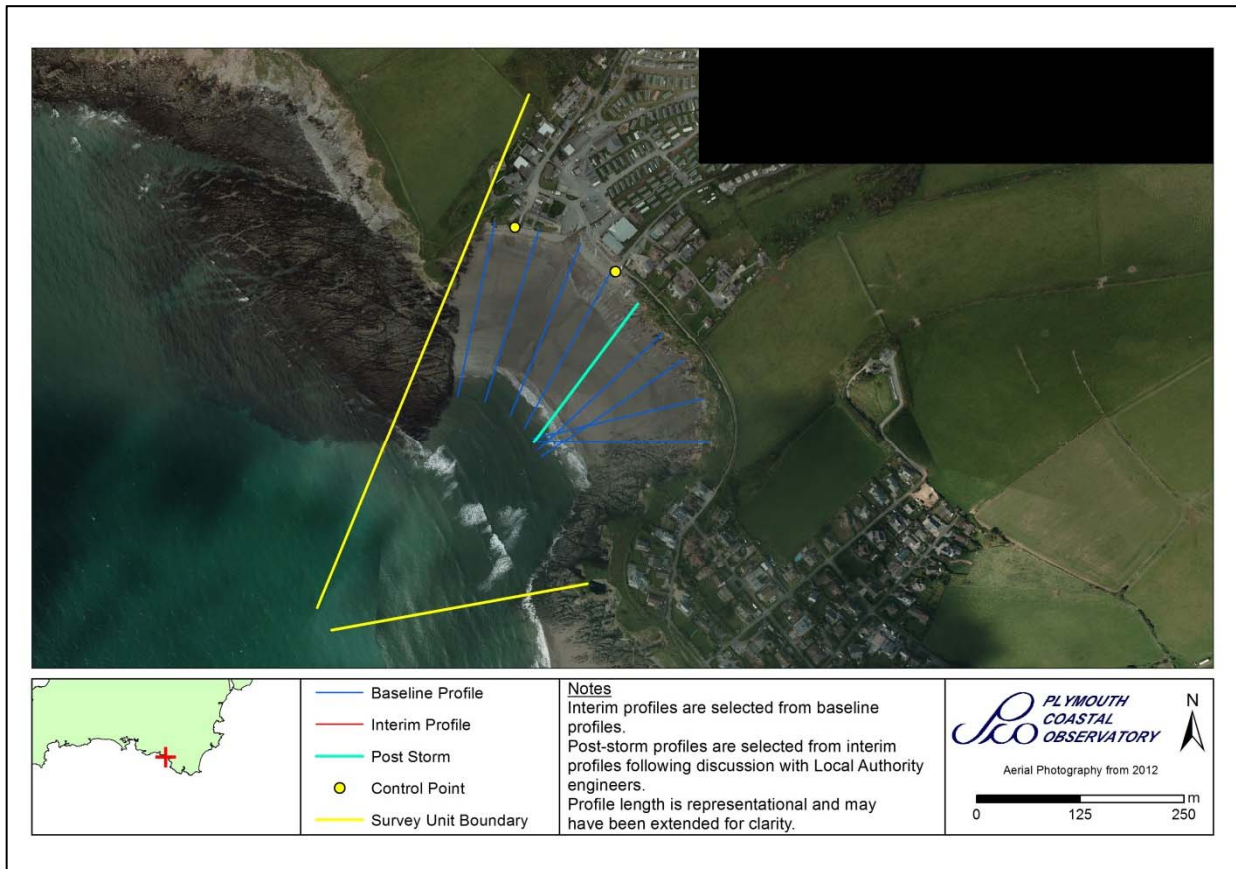 Baseline Profile
Interim Profile
Post Storm
Control Point
Survey Unit Boundary
Notes
Interim profiles are selected from baseline
profiles.
Post-storm profiles are selected from interim
profiles following discussion with Local Authority
engineers.
Profile length is representational and may
have been extended for clarity.
PLYMOUTH
COASTAL
OBSERVATORY
N
Aerial Photography from 2012
m
0 125 250